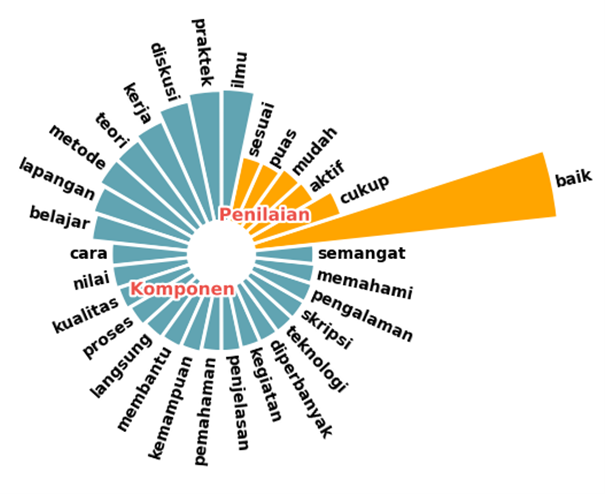 ilmu
sesuai
puas
mudah
aktif
cukup
baik
semangat
memahami
pengalaman
skripsi
teknologi
diperbanyak
kegiatan
penjelasan
pemahaman
kemampuan
membantu
langsung
proses
kualitas
nilai
cara
belajar
lapangan
metode
teori
kerja
diskusi
praktek
Penilaian
Komponen